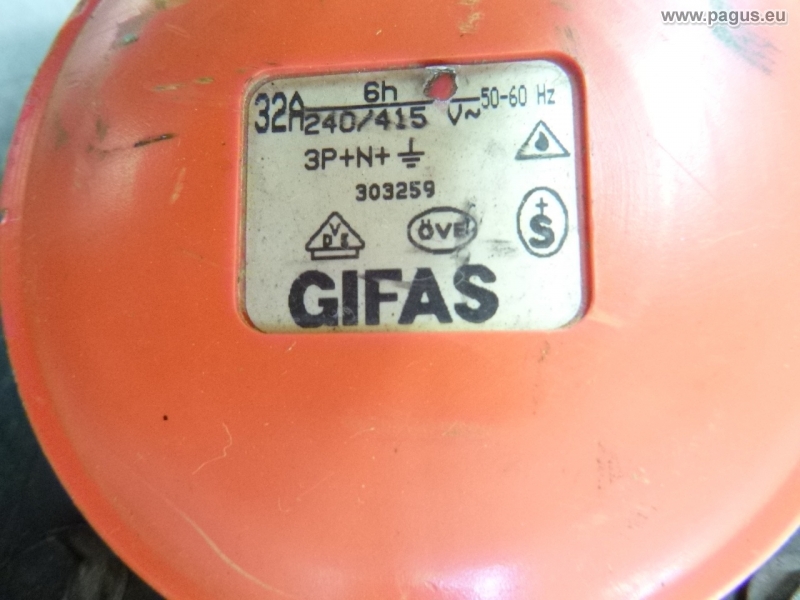 www.pagus.eu
32A 6h 50-60 Hz
240/415 V~
3P+N+⏚
303259
VDE ÖVE +S
GIFAS